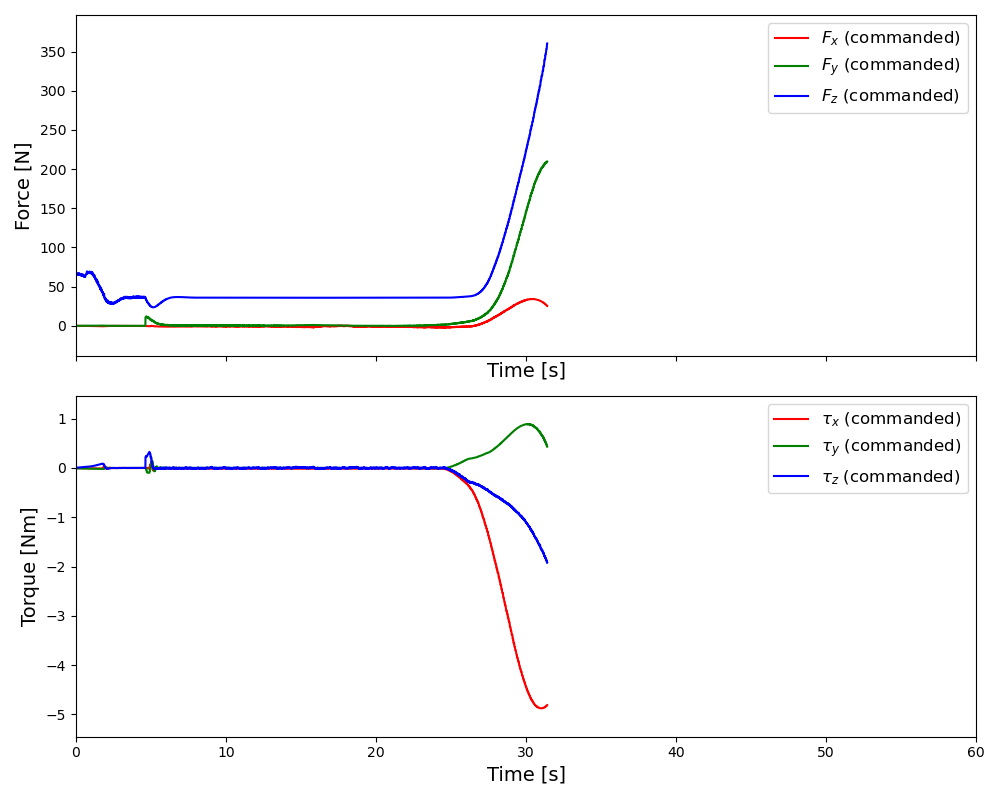 350
300
250
200
150
100
50
0
Force [N]
F_x (commanded)
F_y (commanded)
F_z (commanded)
Time [s]
1
0
−1
−2
−3
−4
−5
Torque [Nm]
τ_x (commanded)
τ_y (commanded)
τ_z (commanded)
0 10 20 30 40 50 60
Time [s]